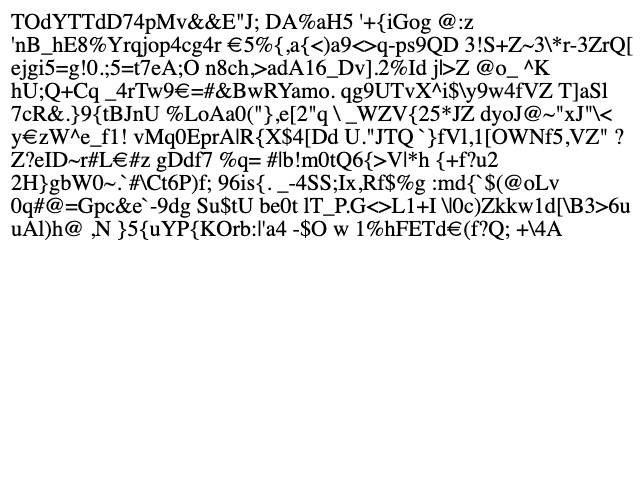 TOdYTTdD74pMv&&E"J; DA%aH5 '+{iGog @:z
'nB_hE8%Yrqjop4cg4r €5%{,a{<)a9<>q-ps9QD 3!S+Z~3\*r-3ZrQ[
ejgi5=g!0.;5=t7eA;O n8ch,>adA16_Dv].2%Id jl>Z @o_ ^K
hU;Q+Cq _4rTw9€=#&BwRYamo. qg9UTvX^i$\y9w4fVZ T]aSl
7cR&.}9{tBJnU %LoAa0("},e[2"q \ _WZV{25*JZ dyoJ@~"xJ"\<
y€zW^e_f1! vMq0EprA|R{X$4[Dd U."JTQ`}fVl,1[OWNf5,VZ" ?
Z?eID~r#L€#z gDdf7 %q= #|b!m0tQ6{>V|*h {+f?u2
2H}gbW0~.`#\Ct6P)f; 96is{. _-4SS;Ix,Rf$%g :md{`$(@oLv
0q#@=Gpc&e`-9dg Su$tU be0t lT_P.G<>L1+I \|0c)Zkkw1d[\B3>6u
uAl)h@ ,N }5{uYP{KOrb:|'a4 -$O w 1%hFETd€(f?Q; +\4A